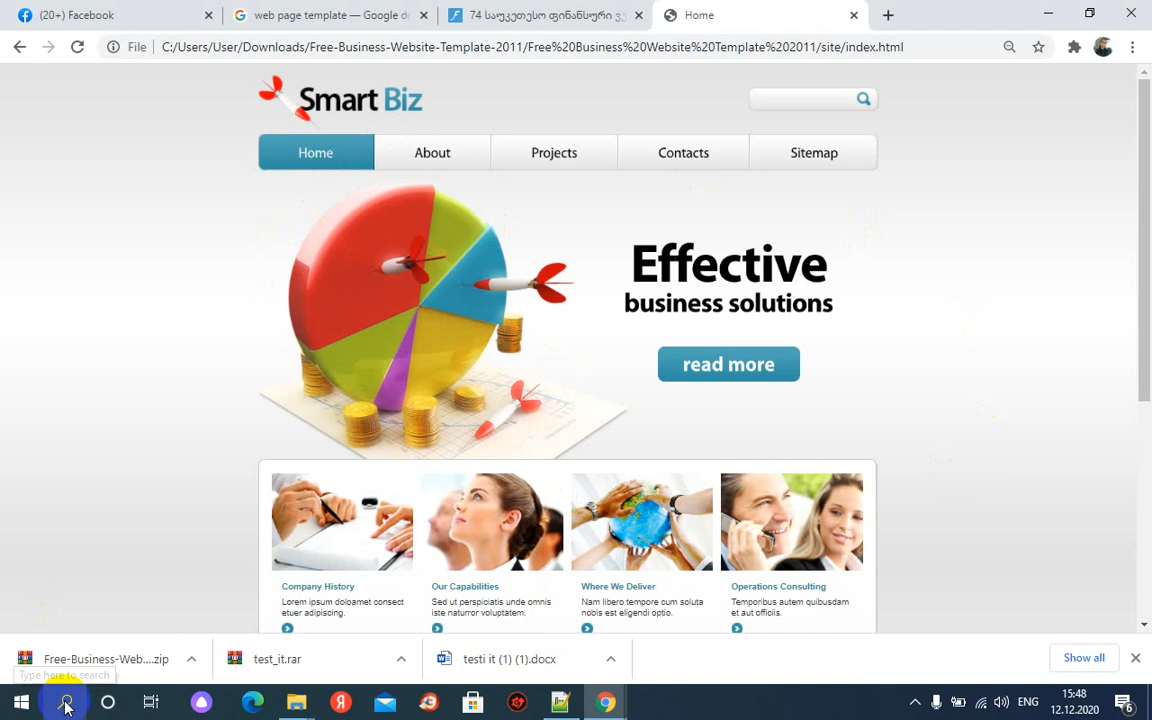 (20+) Facebook
web page template — Google d
74 საუკეთესო ფინანსური ვე
Home
File
C:/Users/User/Downloads/Free-Business-Website-Template-2011/Free%20Business%20Website%20Template%202011/site/index.html
Smart Biz
Home
About
Projects
Contacts
Sitemap
Effective
business solutions
read more
Company History
Our Capabilities
Where We Deliver
Operations Consulting
Lorem ipsum doloamet consect
etuer adipiscing.
Sed ut perspiciatis unde omnis
iste naturror voluptatem.
Nam libero tempore cum soluta
nobis est eligendi optio.
Temporibus autem quibusdam
et aut officiis.
Free-Business-Web....zip
test_it.rar
testi it (1) (1).docx
Show all
Type here to search
ENG
15:48
12.12.2020
6